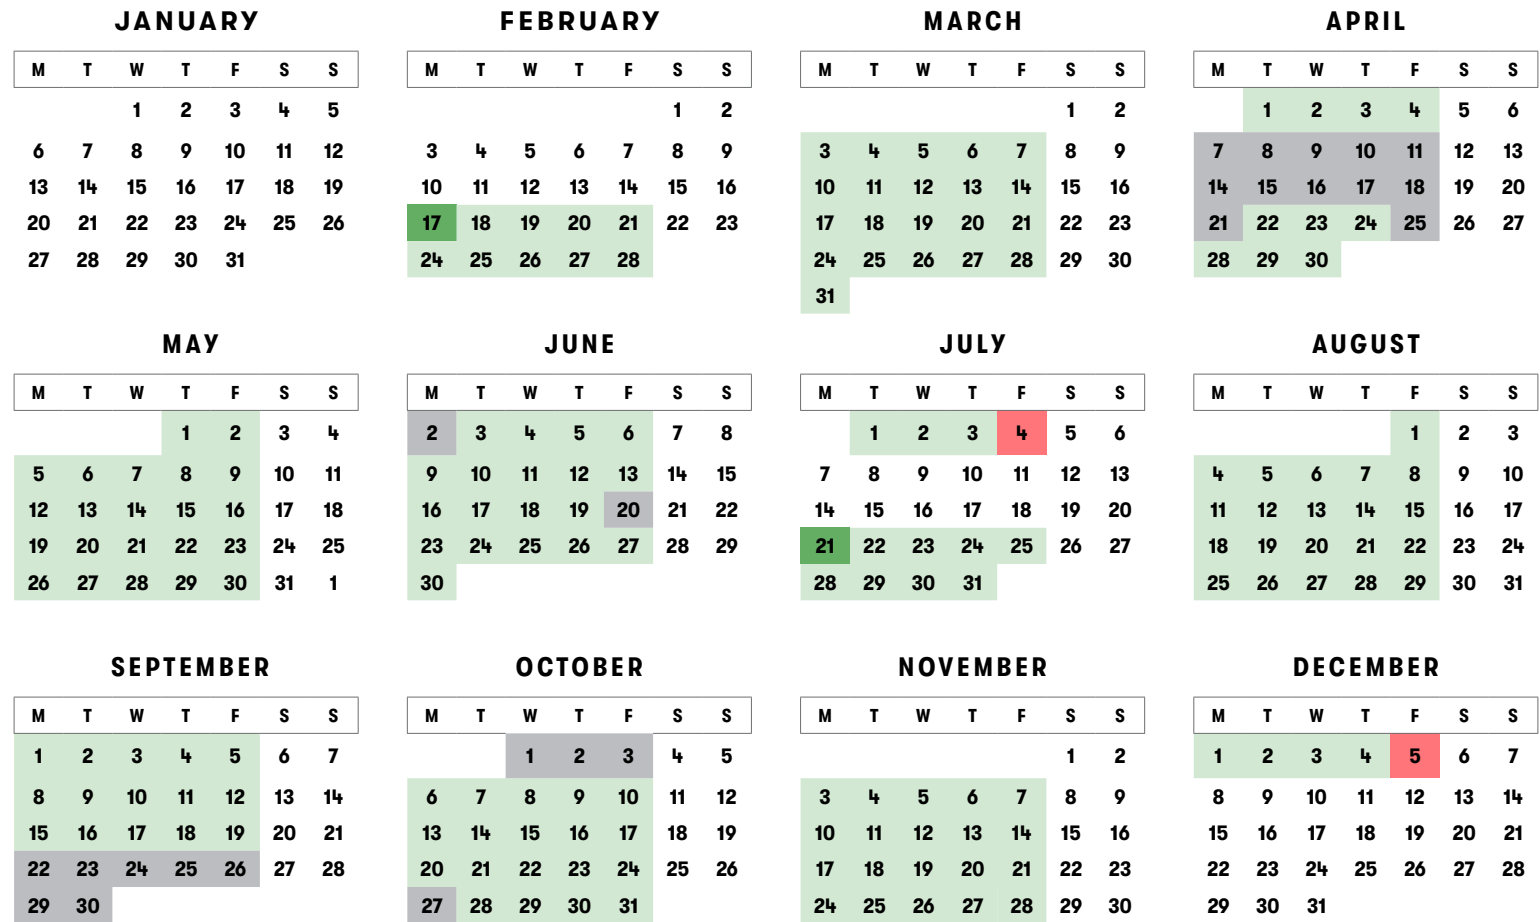 JANUARY
M T W T F S S
1 2 3 4 5
6 7 8 9 10 11 12
13 14 15 16 17 18 19
20 21 22 23 24 25 26
27 28 29 30 31
FEBRUARY
M T W T F S S
1 2
3 4 5 6 7 8 9
10 11 12 13 14 15 16
17 18 19 20 21 22 23
24 25 26 27 28
MARCH
M T W T F S S
1 2
3 4 5 6 7 8 9
10 11 12 13 14 15 16
17 18 19 20 21 22 23
24 25 26 27 28 29 30
31
APRIL
M T W T F S S
1 2 3 4 5 6
7 8 9 10 11 12 13
14 15 16 17 18 19 20
21 22 23 24 25 26 27
28 29 30
MAY
M T W T F S S
1 2 3 4
5 6 7 8 9 10 11
12 13 14 15 16 17 18
19 20 21 22 23 24 25
26 27 28 29 30 31 1
JUNE
M T W T F S S
2 3 4 5 6 7 8
9 10 11 12 13 14 15
16 17 18 19 20 21 22
23 24 25 26 27 28 29
30
JULY
M T W T F S S
1 2 3 4 5 6
7 8 9 10 11 12 13
14 15 16 17 18 19 20
21 22 23 24 25 26 27
28 29 30 31
AUGUST
M T W T F S S
1 2 3
4 5 6 7 8 9 10
11 12 13 14 15 16 17
18 19 20 21 22 23 24
25 26 27 28 29 30 31
SEPTEMBER
M T W T F S S
1 2 3 4 5 6 7
8 9 10 11 12 13 14
15 16 17 18 19 20 21
22 23 24 25 26 27 28
29 30
OCTOBER
M T W T F S S
1 2 3 4 5
6 7 8 9 10 11 12
13 14 15 16 17 18 19
20 21 22 23 24 25 26
27 28 29 30 31
NOVEMBER
M T W T F S S
1 2
3 4 5 6 7 8 9
10 11 12 13 14 15 16
17 18 19 20 21 22 23
24 25 26 27 28 29 30
DECEMBER
M T W T F S S
1 2 3 4 5 6 7
8 9 10 11 12 13 14
15 16 17 18 19 20 21
22 23 24 25 26 27 28
29 30 31